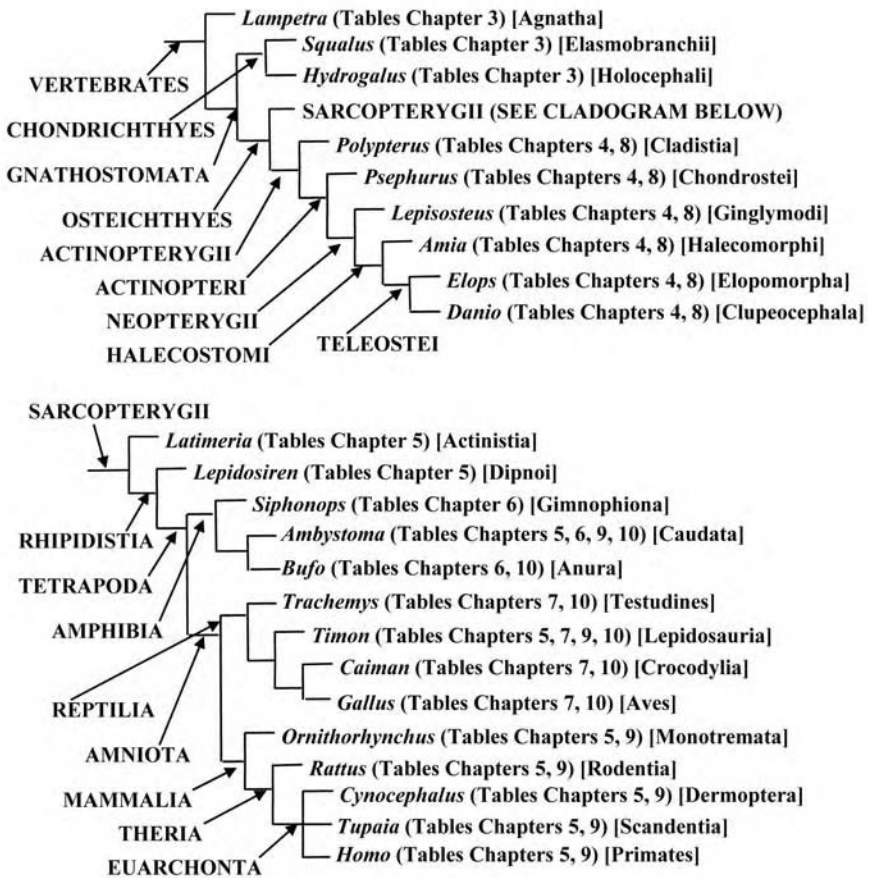 Lampetra (Tables Chapter 3) [Agnatha]
Squalus (Tables Chapter 3) [Elasmobranchii]
Hydrogalus (Tables Chapter 3) [Holocephali]
VERTEBRATES
SARCOPTERYGII (SEE CLADOGRAM BELOW)
CHONDRICHTHYES
Polypterus (Tables Chapters 4, 8) [Cladistia]
GNATHOSTOMATA
Psephurus (Tables Chapters 4, 8) [Chondrostei]
OSTEICHTHYES
Lepisosteus (Tables Chapters 4, 8) [Ginglymodi]
ACTINOPTERYGII
Amia (Tables Chapters 4, 8) [Halecomorphi]
ACTINOPTERI
Elops (Tables Chapters 4, 8) [Elopomorpha]
NEOPTERYGII
Danio (Tables Chapters 4, 8) [Clupeocephala]
HALECOSTOMI
TELEOSTEI
SARCOPTERYGII
Latimeria (Tables Chapter 5) [Actinistia]
Lepidosiren (Tables Chapter 5) [Dipnoi]
Siphonops (Tables Chapter 6) [Gimnophiona]
RHIPIDISTIA
Ambystoma (Tables Chapters 5, 6, 9, 10) [Caudata]
TETRAPODA
Bufo (Tables Chapters 6, 10) [Anura]
AMPHIBIA
Trachemys (Tables Chapters 7, 10) [Testudines]
Timon (Tables Chapters 5, 7, 9, 10) [Lepidosauria]
Caiman (Tables Chapters 7, 10) [Crocodylia]
REPTILIA
Gallus (Tables Chapters 7, 10) [Aves]
AMNIOTA
Ornithorhynchus (Tables Chapters 5, 9) [Monotremata]
Rattus (Tables Chapters 5, 9) [Rodentia]
MAMMALIA
Cynocephalus (Tables Chapters 5, 9) [Dermoptera]
THERIA
Tupaia (Tables Chapters 5, 9) [Scandentia]
EUARCHONTA
Homo (Tables Chapters 5, 9) [Primates]